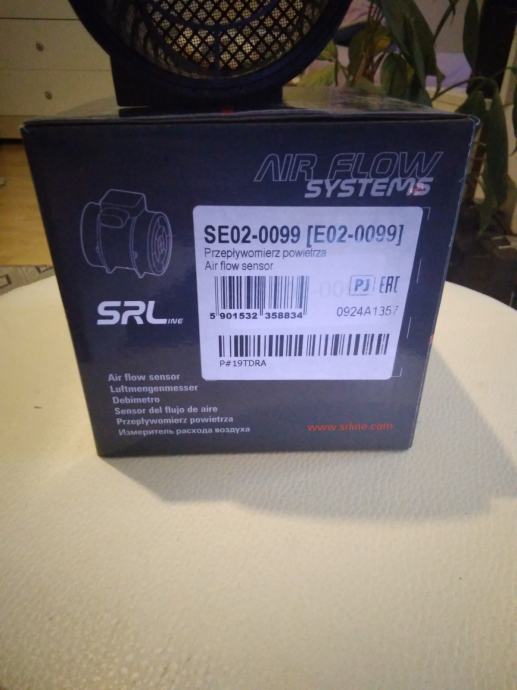 AIR FLOW
SYSTEMS
SE02-0099 [E02-0099]
Przepływomierz powietrza
Air flow sensor
PJ EAC
5 901532 358834
0924A1357
P#19TDRA
SRLINE
Air flow sensor
Luftmengenmesser
Debimetro
Sensor del flujo de aire
Przepływomierz powietrza
Измеритель расхода воздуха
www.srline.com